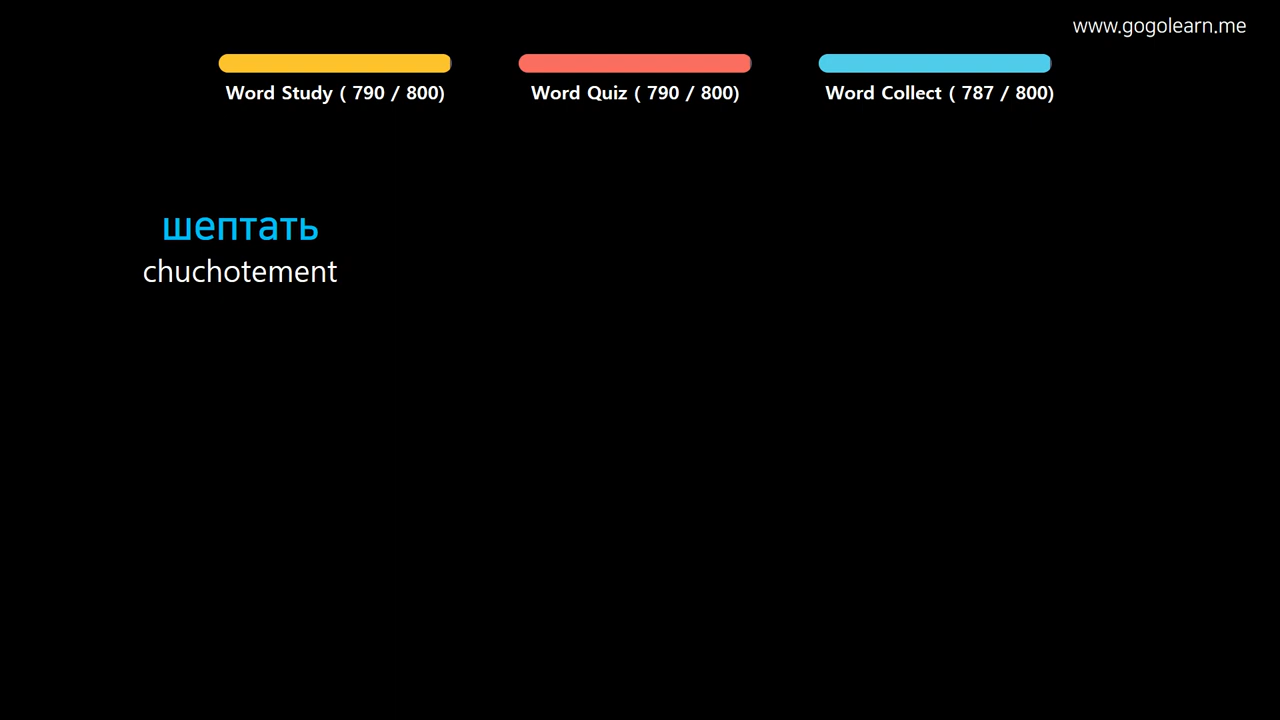 www.gogolearn.me
Word Study ( 790 / 800)
Word Quiz ( 790 / 800)
Word Collect ( 787 / 800)
шептать
chuchotement